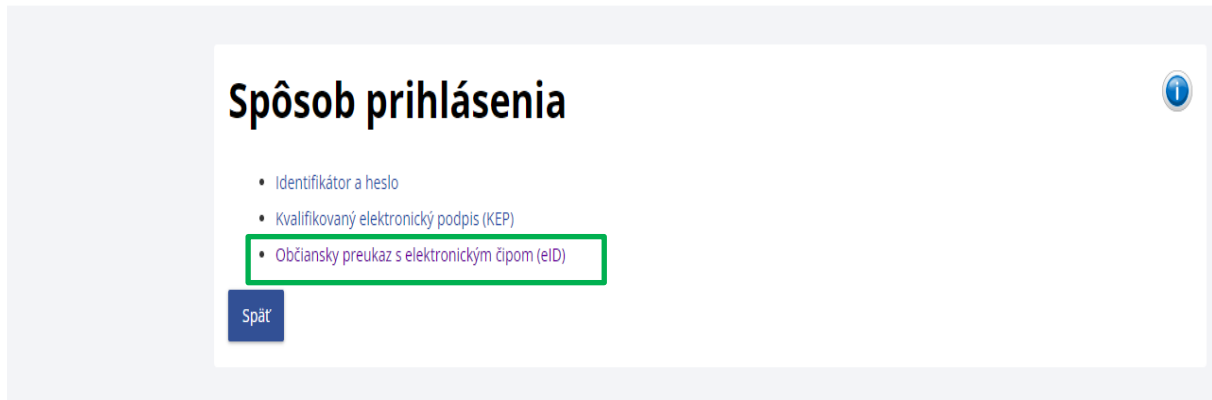 Spôsob prihlásenia
Identifikátor a heslo
Kvalifikovaný elektronický podpis (KEP)
Občiansky preukaz s elektronickým čipom (eID)
Späť